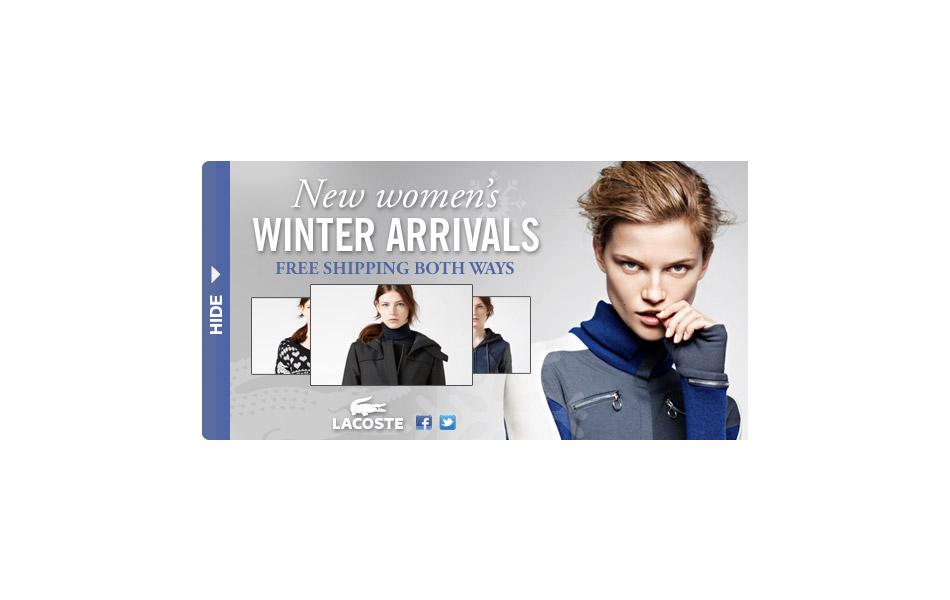 New women's
WINTER ARRIVALS
FREE SHIPPING BOTH WAYS
HIDE
LACOSTE